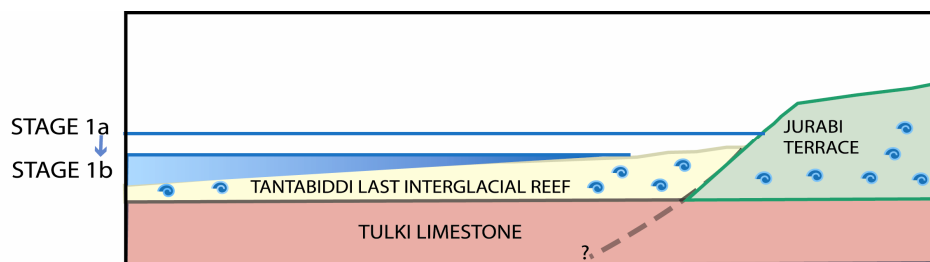 STAGE 1a
STAGE 1b
JURABI
TERRACE
TANTABIDDI LAST INTERGLACIAL REEF
TULKI LIMESTONE
?